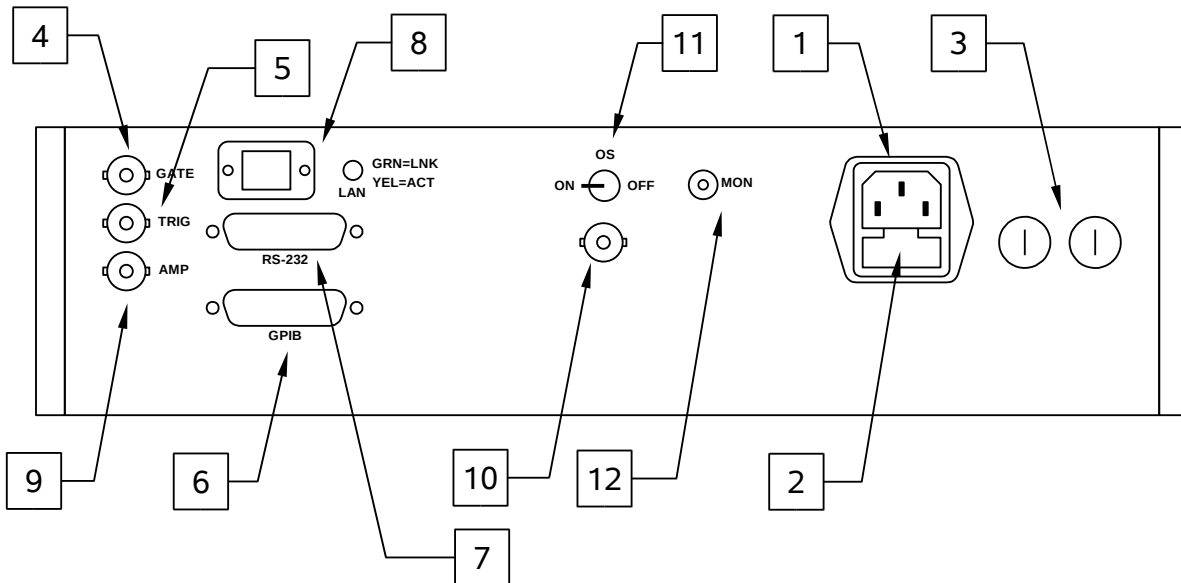 4
5
8
11
1
3
OS
GATE
GRN=LNK
YEL=ACT
LAN
ON
OFF
MON
TRIG
RS-232
AMP
GPIB
9
6
10
12
2
7